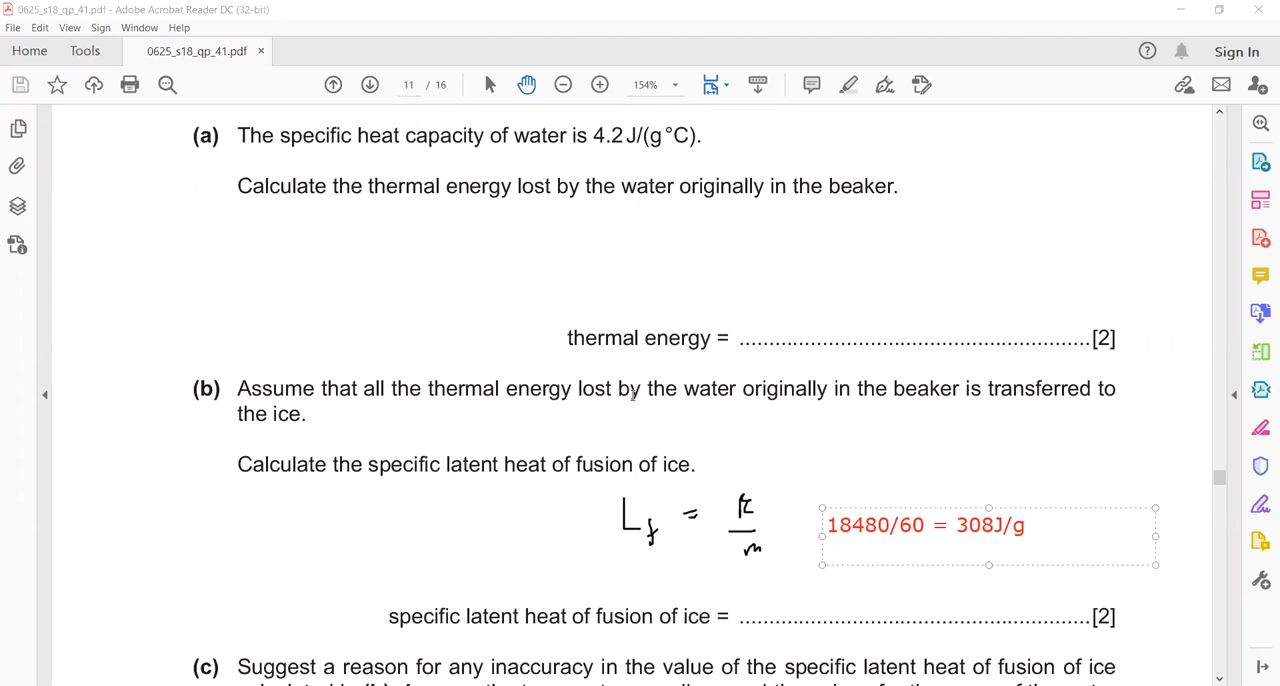 0625_s18_qp_41.pdf - Adobe Acrobat Reader DC (32-bit)
File Edit View Sign Window Help
Home Tools 0625_s18_qp_41.pdf × Sign In
11 / 16 154%
(a) The specific heat capacity of water is 4.2 J/(g °C).
Calculate the thermal energy lost by the water originally in the beaker.
thermal energy = ...........................................................[2]
(b) Assume that all the thermal energy lost by the water originally in the beaker is transferred to
the ice.
Calculate the specific latent heat of fusion of ice.
L_f = E/m
18480/60 = 308J/g
specific latent heat of fusion of ice = ...........................................................[2]
(c) Suggest a reason for any inaccuracy in the value of the specific latent heat of fusion of ice